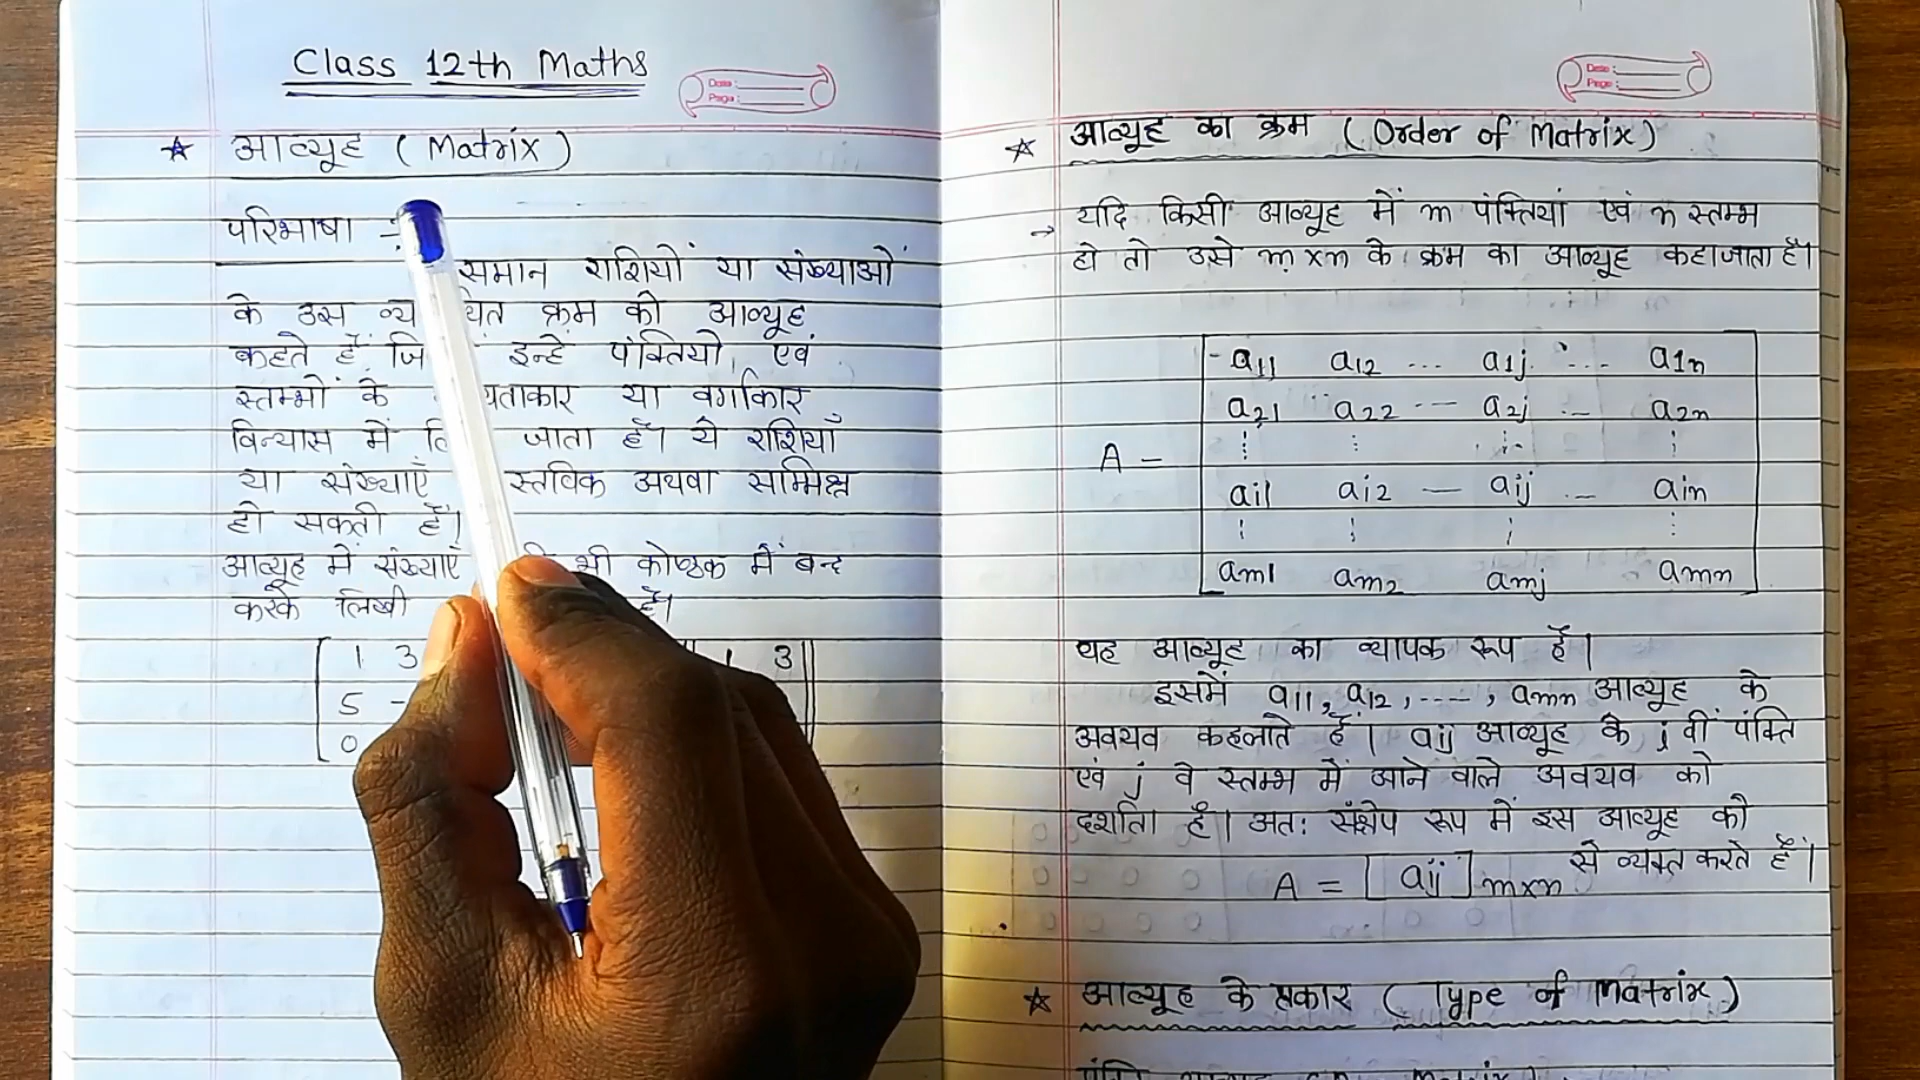 Class 12th Maths
Date :
Page :
☆ आव्यूह ( Matrix )
परिभाषा ÷
समान राशियों या संख्याओं
के उस क्रम को आव्यूह
कहते हैं इन्हें पंक्तियो, एवं
स्तम्भों के या वर्गाकार
विन्यास में जाता है। ये राशियाँ
या संख्याएँ अथवा सम्मिश्र
हो सकती हैं।
आव्यूह में संख्याएँ भी कोष्ठक में बन्द
करके लिखी है।
1 3 1 3
5 -
0
Date :
Page :
☆ आव्यूह का क्रम ( Order of Matrix )
→ यदि किसी आव्यूह में m पंक्तियां एवं n स्तम्भ
हो तो उसे m x n के क्रम का आव्यूह कहा जाता है।
a11 a12 ... a1j ... a1n
a21 a22 --- a2j -- a2n
A =
ai1 ai2 — aij -- ain
am1 am2 amj amn
यह आव्यूह का व्यापक रूप है।
इसमें a11, a12, ----, amn आव्यूह के
अवयव कहलाते हैं। aij आव्यूह के j वीं पंक्ति
एवं j वे स्तम्भ में आने वाले अवयव को
दर्शाता है। अतः संक्षेप रूप में इस आव्यूह को
A = [aij] mxn से व्यक्त करते हैं।
☆ आव्यूह के प्रकार ( Type of Matrix )